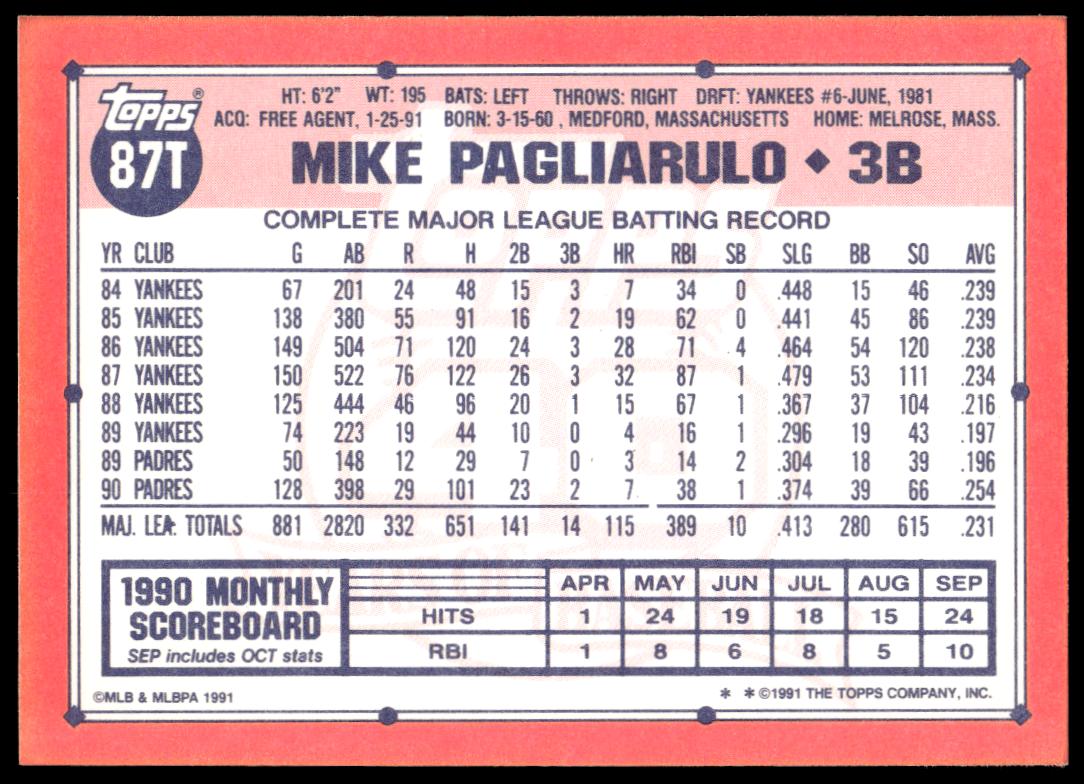 Topps®
87T
HT: 6'2" WT: 195 BATS: LEFT THROWS: RIGHT DRFT: YANKEES #6-JUNE, 1981
ACQ: FREE AGENT, 1-25-91 BORN: 3-15-60 , MEDFORD, MASSACHUSETTS HOME: MELROSE, MASS.
MIKE PAGLIARULO ◆ 3B
COMPLETE MAJOR LEAGUE BATTING RECORD
YR CLUB G AB R H 2B 3B HR RBI SB SLG BB SO AVG
84 YANKEES 67 201 24 48 15 3 7 34 0 .448 15 46 .239
85 YANKEES 138 380 55 91 16 2 19 62 0 .441 45 86 .239
86 YANKEES 149 504 71 120 24 3 28 71 4 .464 54 120 .238
87 YANKEES 150 522 76 122 26 3 32 87 1 .479 53 111 .234
88 YANKEES 125 444 46 96 20 1 15 67 1 .367 37 104 .216
89 YANKEES 74 223 19 44 10 0 4 16 1 .296 19 43 .197
89 PADRES 50 148 12 29 7 0 3 14 2 .304 18 39 .196
90 PADRES 128 398 29 101 23 2 7 38 1 .374 39 66 .254
MAJ. LEA. TOTALS 881 2820 332 651 141 14 115 389 10 .413 280 615 .231
1990 MONTHLY SCOREBOARD
SEP includes OCT stats
APR MAY JUN JUL AUG SEP
HITS 1 24 19 18 15 24
RBI 1 8 6 8 5 10
©MLB & MLBPA 1991
* * ©1991 THE TOPPS COMPANY, INC.